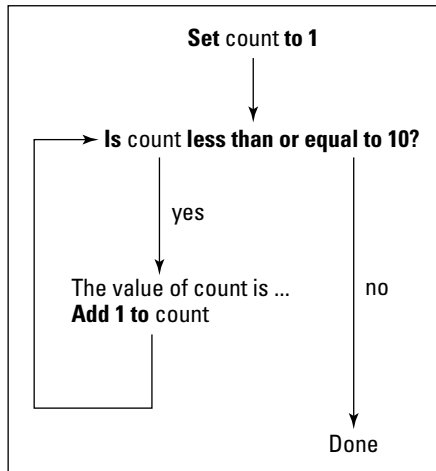 Set count to 1
Is count less than or equal to 10?
yes
The value of count is ...
Add 1 to count
no
Done